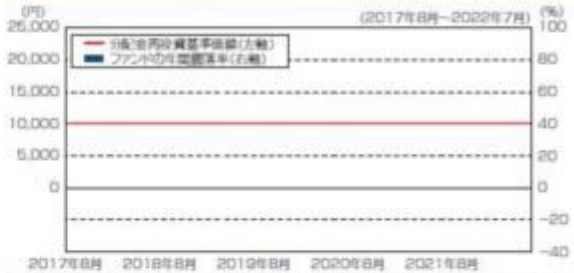 (円) (2017年8月~2022年7月) (%)
25,000 100
分配金再投資基準価額(左軸)
ファンドの年間騰落率(右軸)
20,000 80
15,000 60
10,000 40
5,000 20
0 0
-20
-40
2017年8月 2018年8月 2019年8月 2020年8月 2021年8月